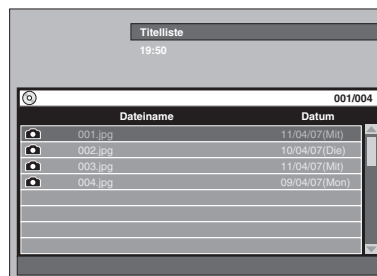 Titelliste
19:50
001/004
Dateiname Datum
001.jpg 11/04/07(Mit)
002.jpg 10/04/07(Die)
003.jpg 11/04/07(Mit)
004.jpg 09/04/07(Mon)